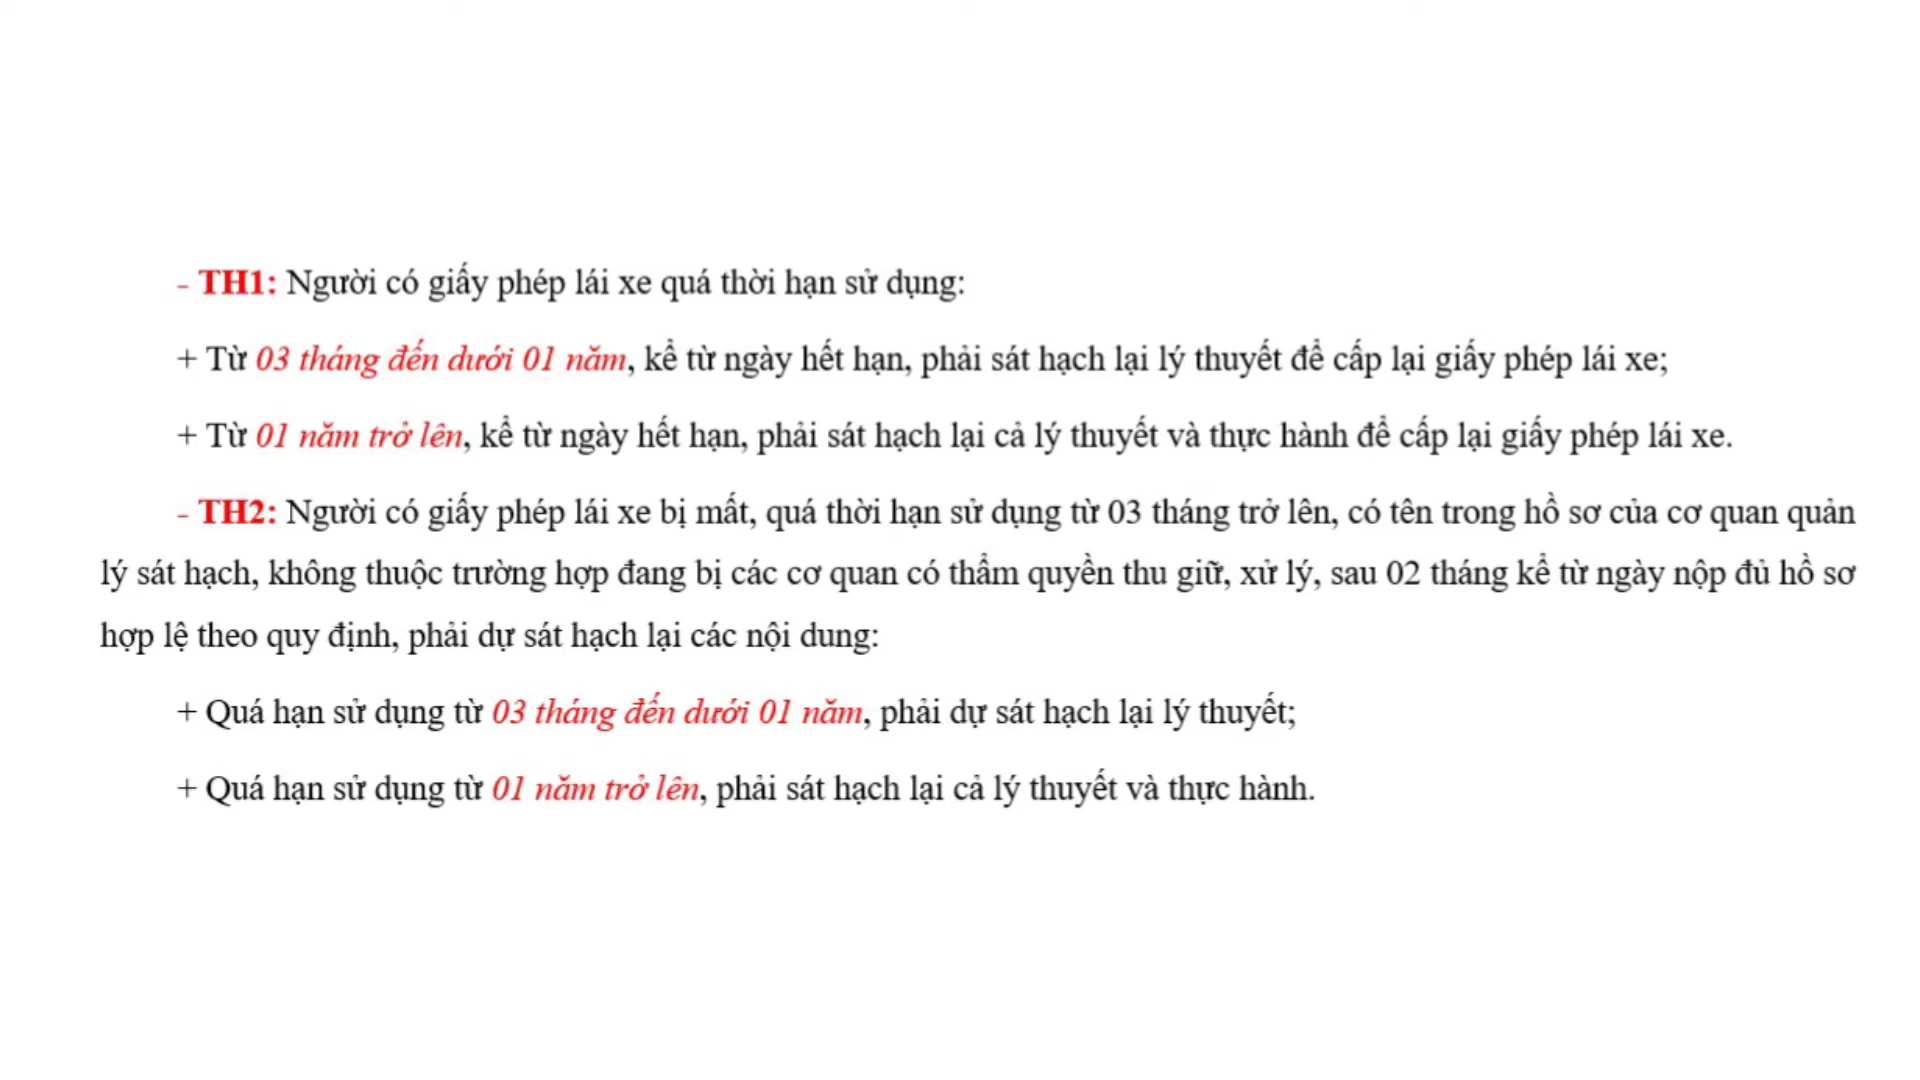 - TH1: Người có giấy phép lái xe quá thời hạn sử dụng:
+ Từ 03 tháng đến dưới 01 năm, kể từ ngày hết hạn, phải sát hạch lại lý thuyết để cấp lại giấy phép lái xe;
+ Từ 01 năm trở lên, kể từ ngày hết hạn, phải sát hạch lại cả lý thuyết và thực hành để cấp lại giấy phép lái xe.
- TH2: Người có giấy phép lái xe bị mất, quá thời hạn sử dụng từ 03 tháng trở lên, có tên trong hồ sơ của cơ quan quản
lý sát hạch, không thuộc trường hợp đang bị các cơ quan có thẩm quyền thu giữ, xử lý, sau 02 tháng kể từ ngày nộp đủ hồ sơ
hợp lệ theo quy định, phải dự sát hạch lại các nội dung:
+ Quá hạn sử dụng từ 03 tháng đến dưới 01 năm, phải dự sát hạch lại lý thuyết;
+ Quá hạn sử dụng từ 01 năm trở lên, phải sát hạch lại cả lý thuyết và thực hành.